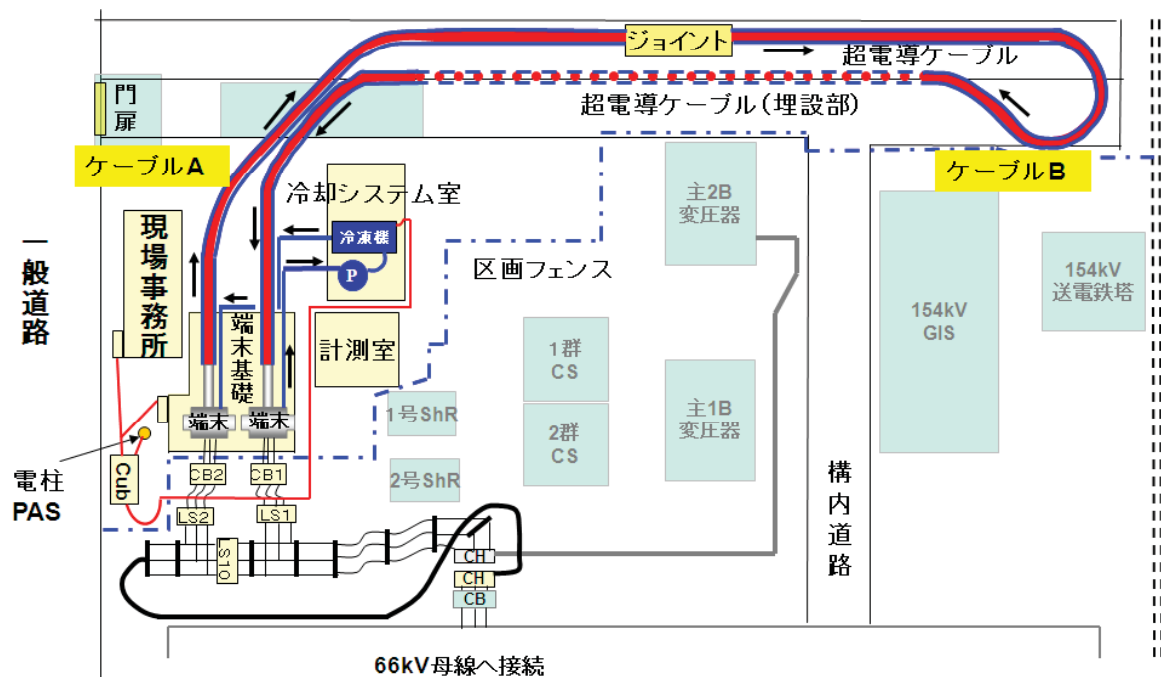 ジョイント
超電導ケーブル
門
扉
超電導ケーブル(埋設部)
ケーブルA
ケーブルB
冷却システム室
主2B
変圧器
冷凍機
P
現場事務所
一般道路
区画フェンス
154kV
GIS
154kV
送電鉄塔
端末基礎
計測室
1群
CS
主1B
変圧器
端末
端末
1号ShR
2群
CS
電柱
PAS
Cub
CB2
CB1
2号ShR
構内道路
LS2
LS1
LS10
CH
CH
CB
66kV母線へ接続